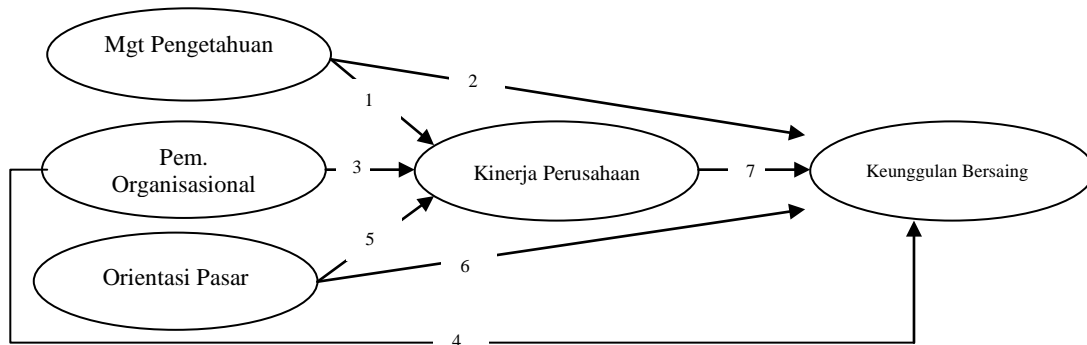 Mgt Pengetahuan
2
1
Pem.
Organisasional
3
Kinerja Perusahaan
7
Keunggulan Bersaing
5
Orientasi Pasar
6
4